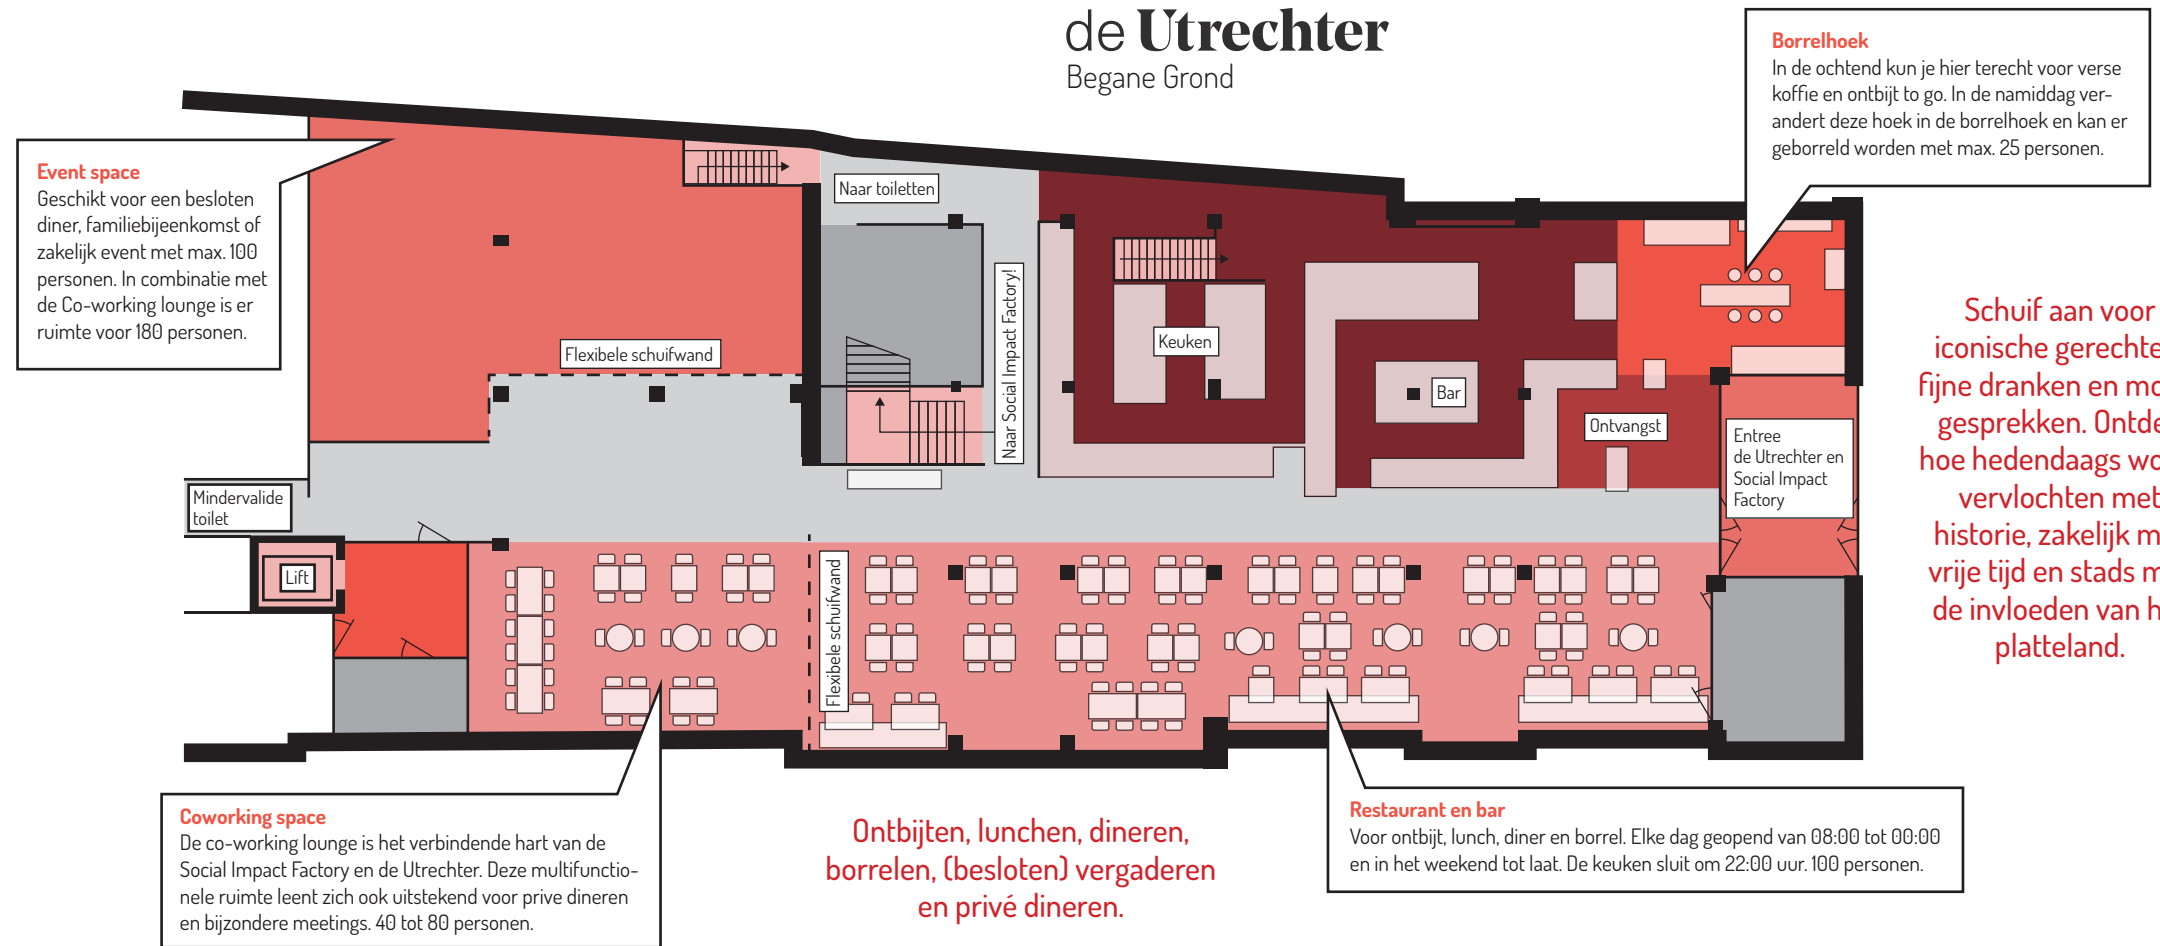 de Utrechter
Begane Grond
Borrelhoek
In de ochtend kun je hier terecht voor verse
koffie en ontbijt to go. In de namiddag ver-
andert deze hoek in de borrelhoek en kan er
geborreld worden met max. 25 personen.
Event space
Geschikt voor een besloten
diner, familiebijeenkomst of
zakelijk event met max. 100
personen. In combinatie met
de Co-working lounge is er
ruimte voor 180 personen.
Naar toiletten
Naar Social Impact Factory!
Flexibele schuifwand
Keuken
Bar
Ontvangst
Entree
de Utrechter en
Social Impact
Factory
Mindervalide
toilet
Lift
Flexibele schuifwand
Schuif aan voor
iconische gerechte
fijne dranken en mo
gesprekken. Ontde
hoe hedendaags wo
vervlochten met
historie, zakelijk m
vrije tijd en stads m
de invloeden van h
platteland.
Coworking space
De co-working lounge is het verbindende hart van de
Social Impact Factory en de Utrechter. Deze multifunctio-
nele ruimte leent zich ook uitstekend voor prive dineren
en bijzondere meetings. 40 tot 80 personen.
Ontbijten, lunchen, dineren,
borrelen, (besloten) vergaderen
en privé dineren.
Restaurant en bar
Voor ontbijt, lunch, diner en borrel. Elke dag geopend van 08:00 tot 00:00
en in het weekend tot laat. De keuken sluit om 22:00 uur. 100 personen.